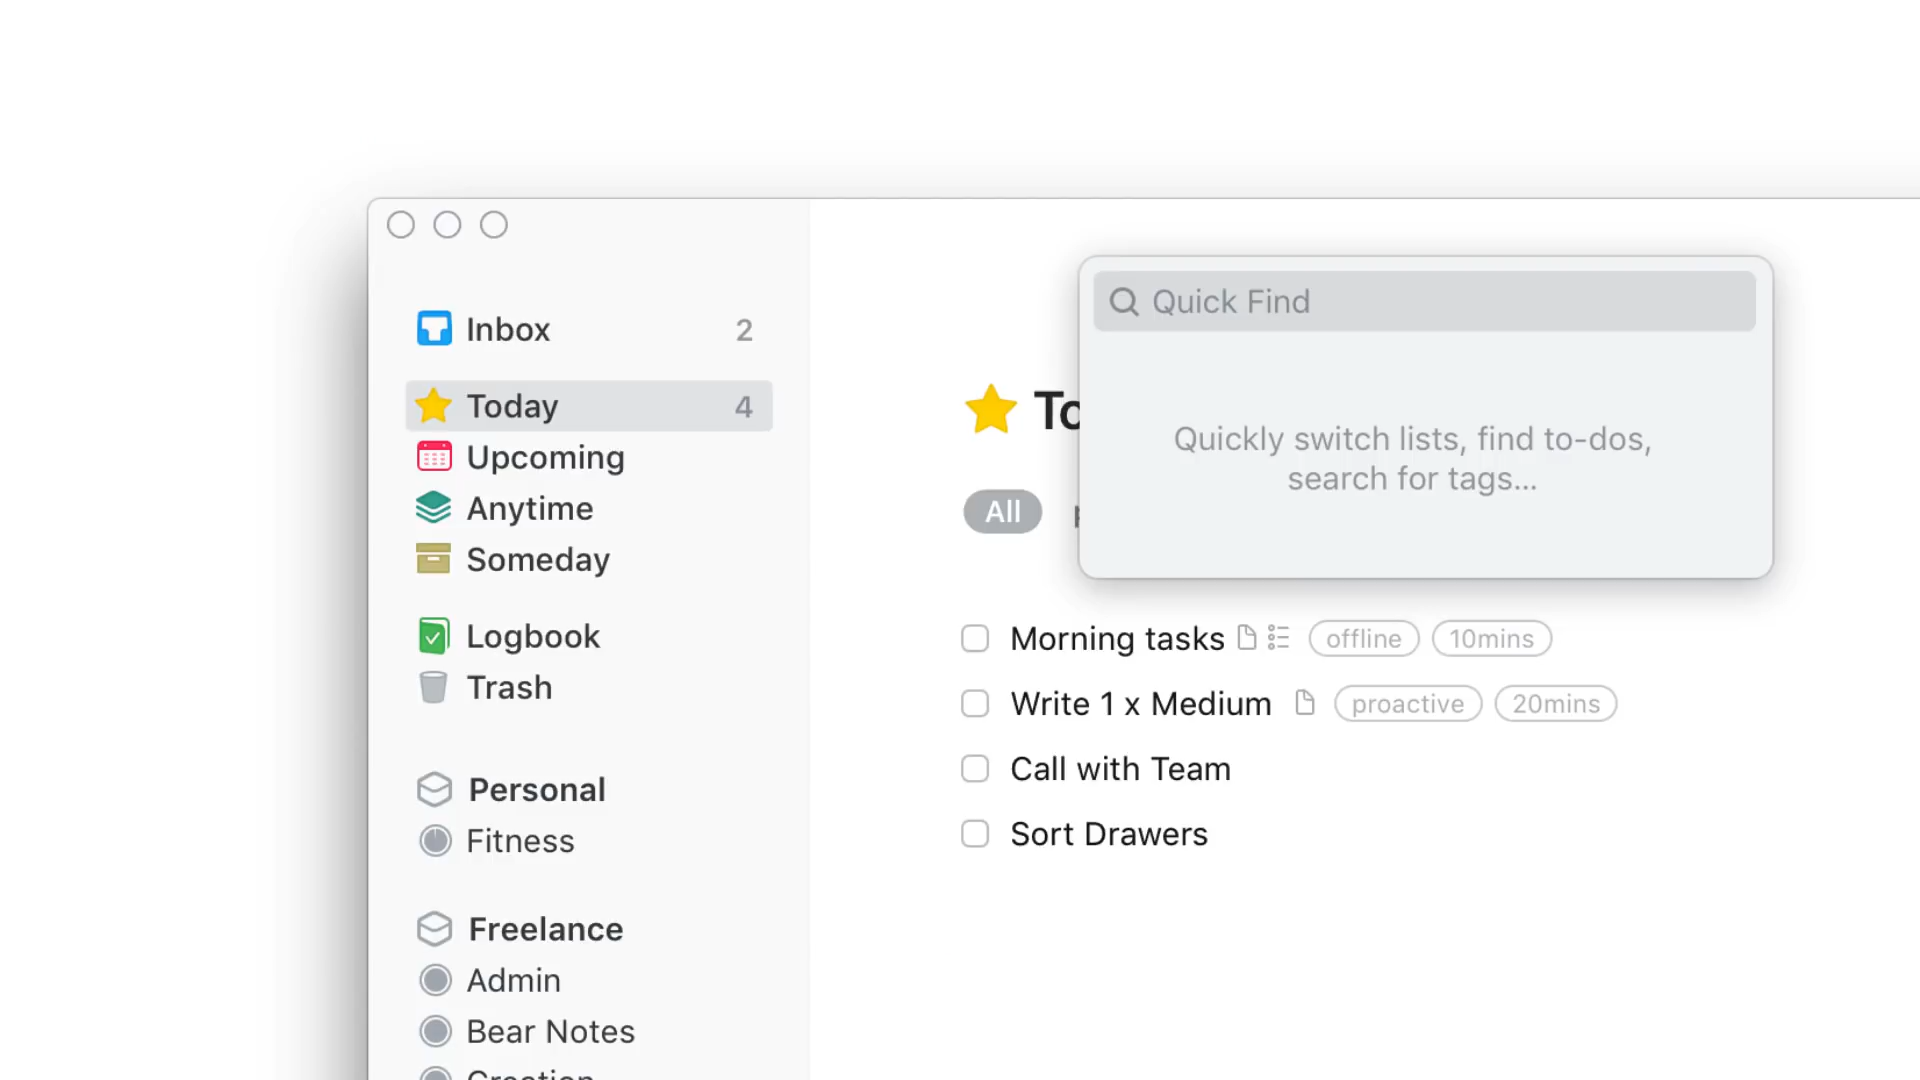 Inbox 2
Today 4
Upcoming
Anytime
Someday
Logbook
Trash
Personal
Fitness
Freelance
Admin
Bear Notes
Quick Find
Quickly switch lists, find to-dos,
search for tags...
To
All
Morning tasks offline 10mins
Write 1 x Medium proactive 20mins
Call with Team
Sort Drawers